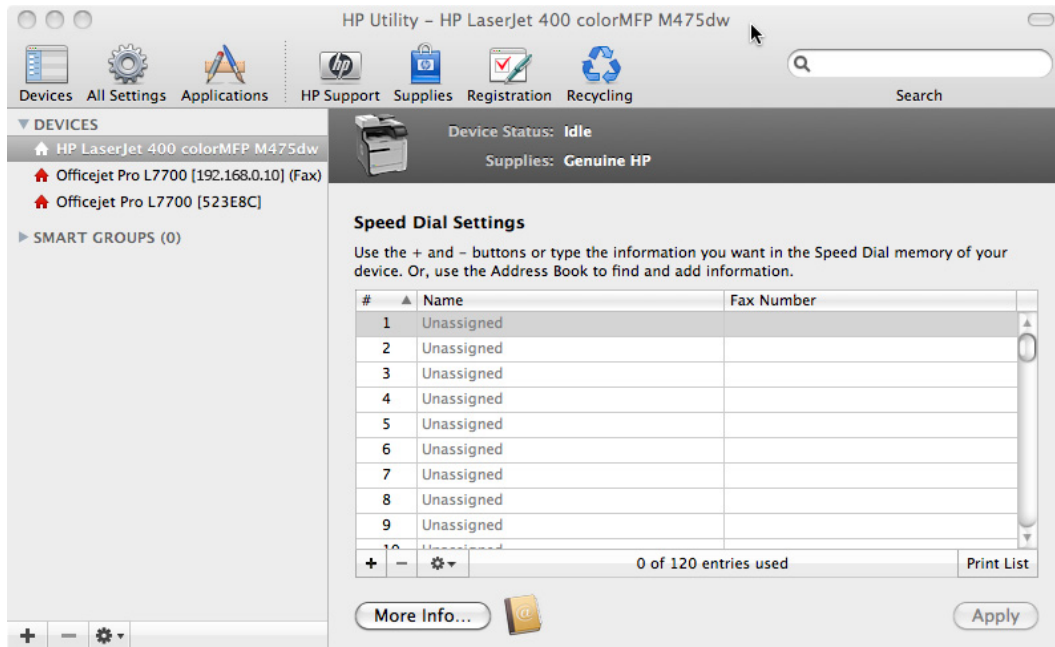 HP Utility – HP LaserJet 400 colorMFP M475dw
Devices All Settings Applications HP Support Supplies Registration Recycling Search
▼ DEVICES
HP LaserJet 400 colorMFP M475dw
Officejet Pro L7700 [192.168.0.10] (Fax)
Officejet Pro L7700 [523E8C]
▶ SMART GROUPS (0)
Device Status: Idle
Supplies: Genuine HP
Speed Dial Settings
Use the + and – buttons or type the information you want in the Speed Dial memory of your
device. Or, use the Address Book to find and add information.
# ▲ Name Fax Number
1 Unassigned
2 Unassigned
3 Unassigned
4 Unassigned
5 Unassigned
6 Unassigned
7 Unassigned
8 Unassigned
9 Unassigned
10 Unassigned
+ – 0 of 120 entries used Print List
More Info... @ Apply
+ –